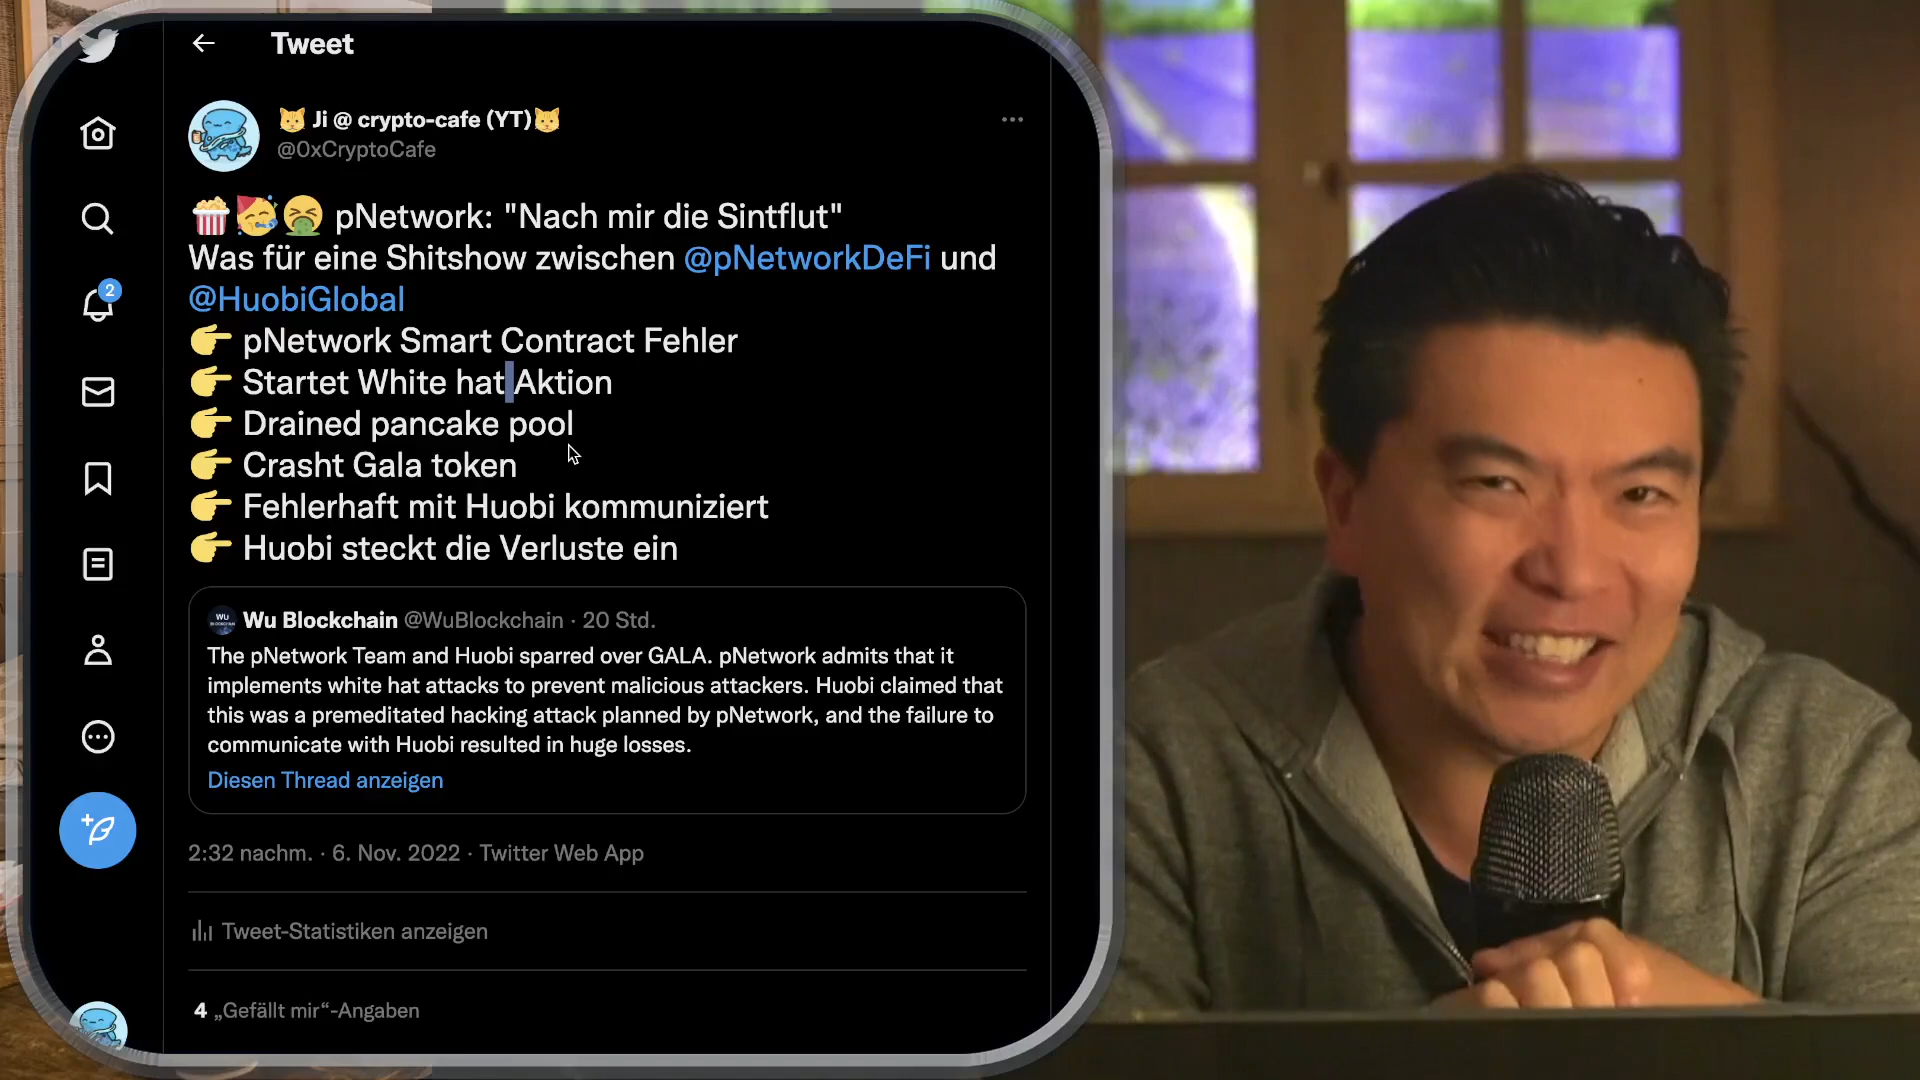 Tweet
Ji @ crypto-cafe (YT)
@0xCryptoCafe
pNetwork: "Nach mir die Sintflut"
Was für eine Shitshow zwischen @pNetworkDeFi und
@HuobiGlobal
pNetwork Smart Contract Fehler
Startet White hat Aktion
Drained pancake pool
Crasht Gala token
Fehlerhaft mit Huobi kommuniziert
Huobi steckt die Verluste ein
Wu Blockchain @WuBlockchain · 20 Std.
The pNetwork Team and Huobi sparred over GALA. pNetwork admits that it
implements white hat attacks to prevent malicious attackers. Huobi claimed that
this was a premeditated hacking attack planned by pNetwork, and the failure to
communicate with Huobi resulted in huge losses.
Diesen Thread anzeigen
2:32 nachm. · 6. Nov. 2022 · Twitter Web App
Tweet-Statistiken anzeigen
4 „Gefällt mir“-Angaben
2
WU